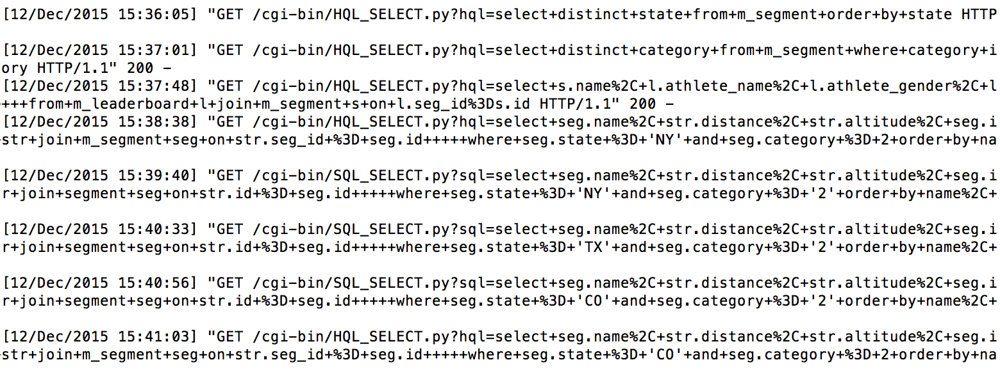 [12/Dec/2015 15:36:05] "GET /cgi-bin/HQL_SELECT.py?hql=select+distinct+state+from+m_segment+order+by+state HTTP
[12/Dec/2015 15:37:01] "GET /cgi-bin/HQL_SELECT.py?hql=select+distinct+category+from+m_segment+where+category+i
ory HTTP/1.1" 200 -
[12/Dec/2015 15:37:48] "GET /cgi-bin/HQL_SELECT.py?hql=select+s.name%2C+l.athlete_name%2C+l.athlete_gender%2C+l
+++from+m_leaderboard+l+join+m_segment+s+on+l.seg_id%3Ds.id HTTP/1.1" 200 -
[12/Dec/2015 15:38:38] "GET /cgi-bin/HQL_SELECT.py?hql=select+seg.name%2C+str.distance%2C+str.altitude%2C+seg.i
+str+join+m_segment+seg+on+str.seg_id+%3D+seg.id+++++where+seg.state+%3D+'NY'+and+seg.category+%3D+2+order+by+na
[12/Dec/2015 15:39:40] "GET /cgi-bin/SQL_SELECT.py?sql=select+seg.name%2C+str.distance%2C+str.altitude%2C+seg.i
r+join+segment+seg+on+str.id+%3D+seg.id+++++where+seg.state+%3D+'NY'+and+seg.category+%3D+'2'+order+by+name%2C+
[12/Dec/2015 15:40:33] "GET /cgi-bin/SQL_SELECT.py?sql=select+seg.name%2C+str.distance%2C+str.altitude%2C+seg.i
r+join+segment+seg+on+str.id+%3D+seg.id+++++where+seg.state+%3D+'TX'+and+seg.category+%3D+'2'+order+by+name%2C+
[12/Dec/2015 15:40:56] "GET /cgi-bin/SQL_SELECT.py?sql=select+seg.name%2C+str.distance%2C+str.altitude%2C+seg.i
r+join+segment+seg+on+str.id+%3D+seg.id+++++where+seg.state+%3D+'CO'+and+seg.category+%3D+'2'+order+by+name%2C+
[12/Dec/2015 15:41:03] "GET /cgi-bin/HQL_SELECT.py?hql=select+seg.name%2C+str.distance%2C+str.altitude%2C+seg.i
+str+join+m_segment+seg+on+str.seg_id+%3D+seg.id+++++where+seg.state+%3D+'CO'+and+seg.category+%3D+2+order+by+na